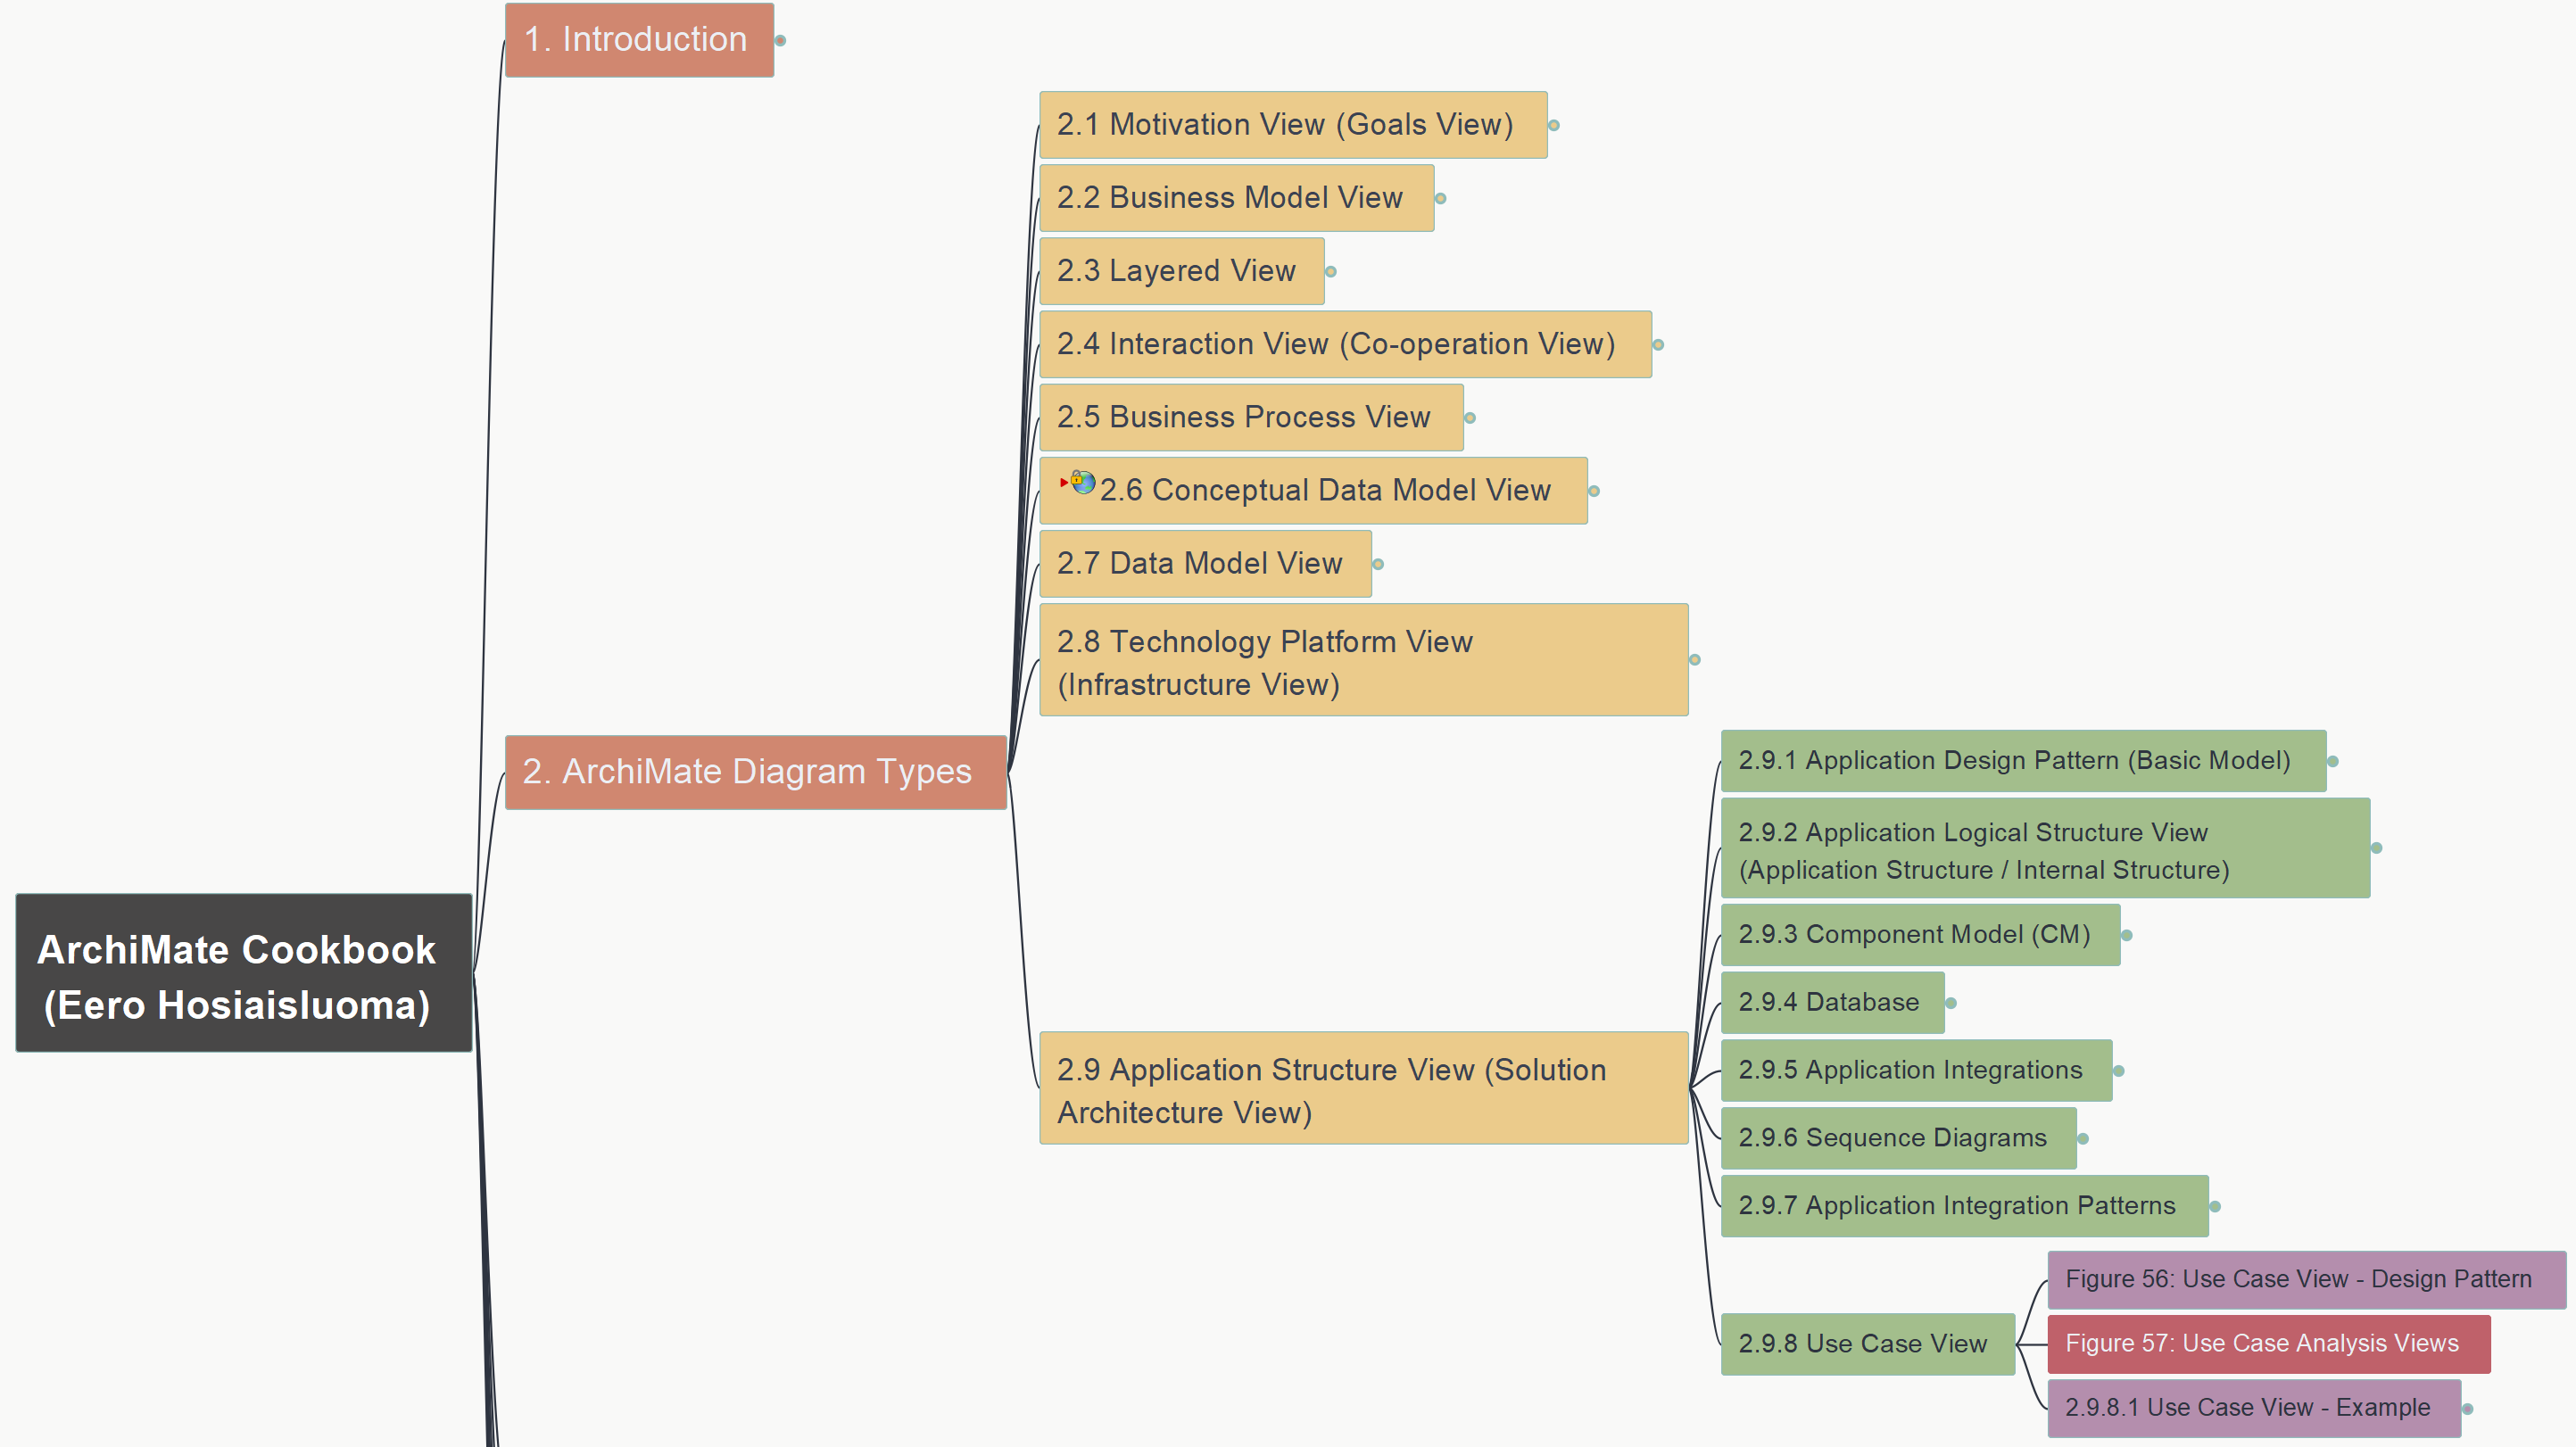 1. Introduction
2.1 Motivation View (Goals View)
2.2 Business Model View
2.3 Layered View
2.4 Interaction View (Co-operation View)
2.5 Business Process View
2.6 Conceptual Data Model View
2.7 Data Model View
2.8 Technology Platform View
(Infrastructure View)
2. ArchiMate Diagram Types
2.9.1 Application Design Pattern (Basic Model)
2.9.2 Application Logical Structure View
(Application Structure / Internal Structure)
2.9.3 Component Model (CM)
ArchiMate Cookbook
(Eero Hosiaisluoma)
2.9.4 Database
2.9 Application Structure View (Solution
Architecture View)
2.9.5 Application Integrations
2.9.6 Sequence Diagrams
2.9.7 Application Integration Patterns
2.9.8 Use Case View
Figure 56: Use Case View - Design Pattern
Figure 57: Use Case Analysis Views
2.9.8.1 Use Case View - Example